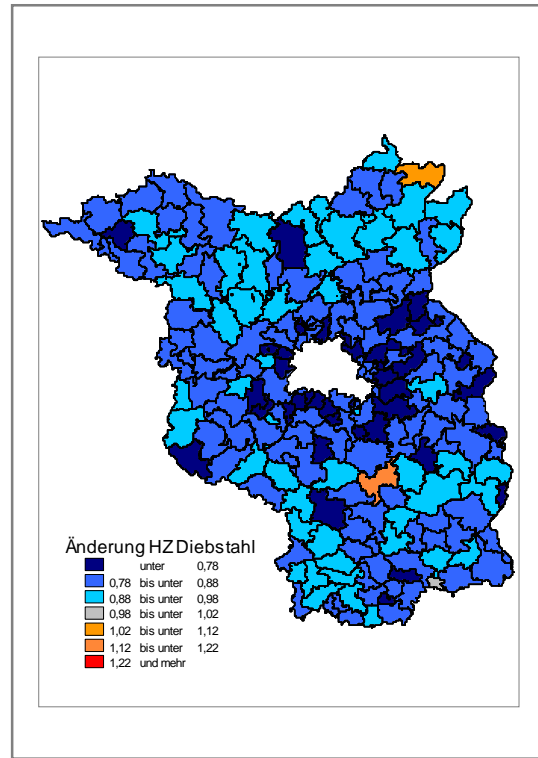 Änderung HZ Diebstahl
unter 0,78
0,78 bis unter 0,88
0,88 bis unter 0,98
0,98 bis unter 1,02
1,02 bis unter 1,12
1,12 bis unter 1,22
1,22 und mehr